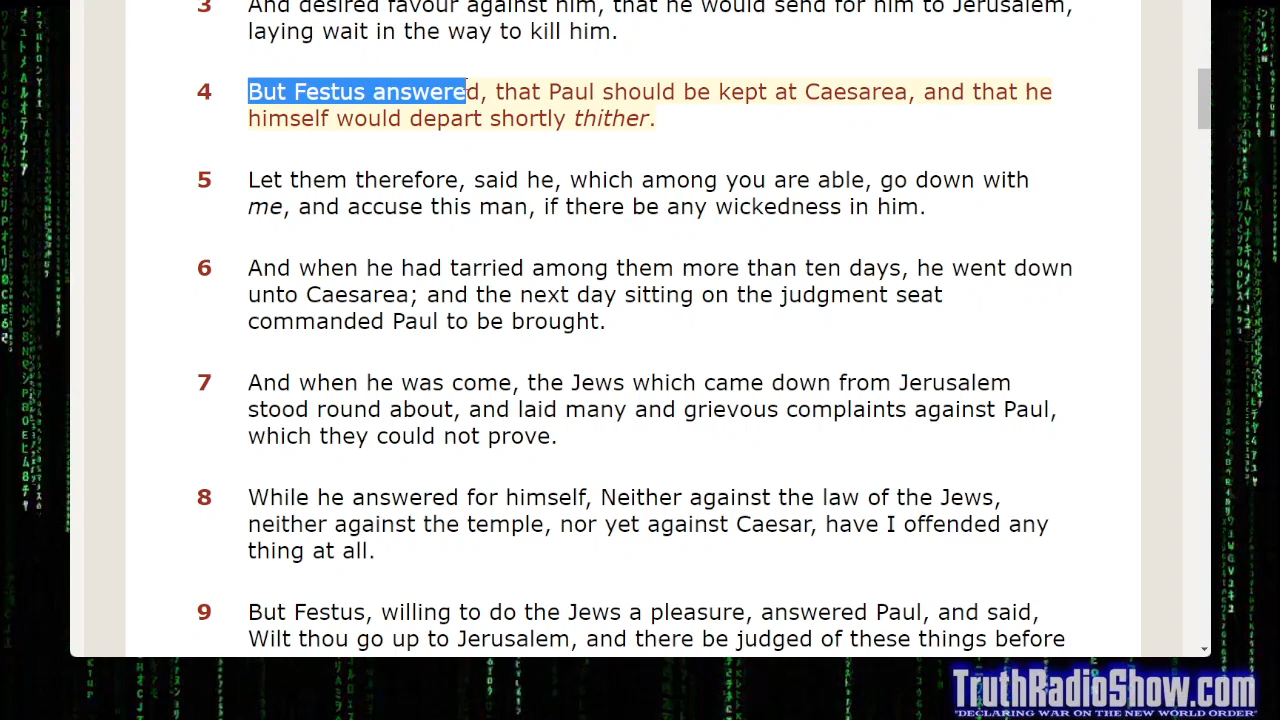 3 And desired favour against him, that he would send for him to Jerusalem,
laying wait in the way to kill him.
4 But Festus answered, that Paul should be kept at Caesarea, and that he
himself would depart shortly thither.
5 Let them therefore, said he, which among you are able, go down with
me, and accuse this man, if there be any wickedness in him.
6 And when he had tarried among them more than ten days, he went down
unto Caesarea; and the next day sitting on the judgment seat
commanded Paul to be brought.
7 And when he was come, the Jews which came down from Jerusalem
stood round about, and laid many and grievous complaints against Paul,
which they could not prove.
8 While he answered for himself, Neither against the law of the Jews,
neither against the temple, nor yet against Caesar, have I offended any
thing at all.
9 But Festus, willing to do the Jews a pleasure, answered Paul, and said,
Wilt thou go up to Jerusalem, and there be judged of these things before
TruthRadioShow.com
"DECLARING WAR ON THE NEW WORLD ORDER"